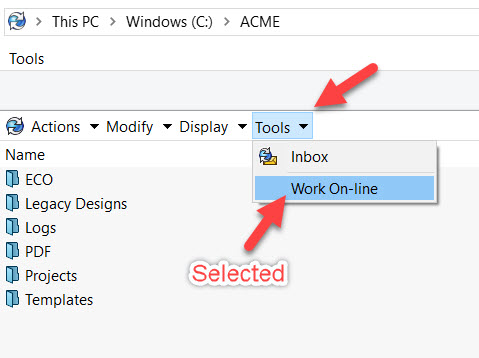 This PC > Windows (C:) > ACME
Tools
Actions Modify Display Tools
Name
Inbox
ECO
Work On-line
Legacy Designs
Logs
PDF
Selected
Projects
Templates